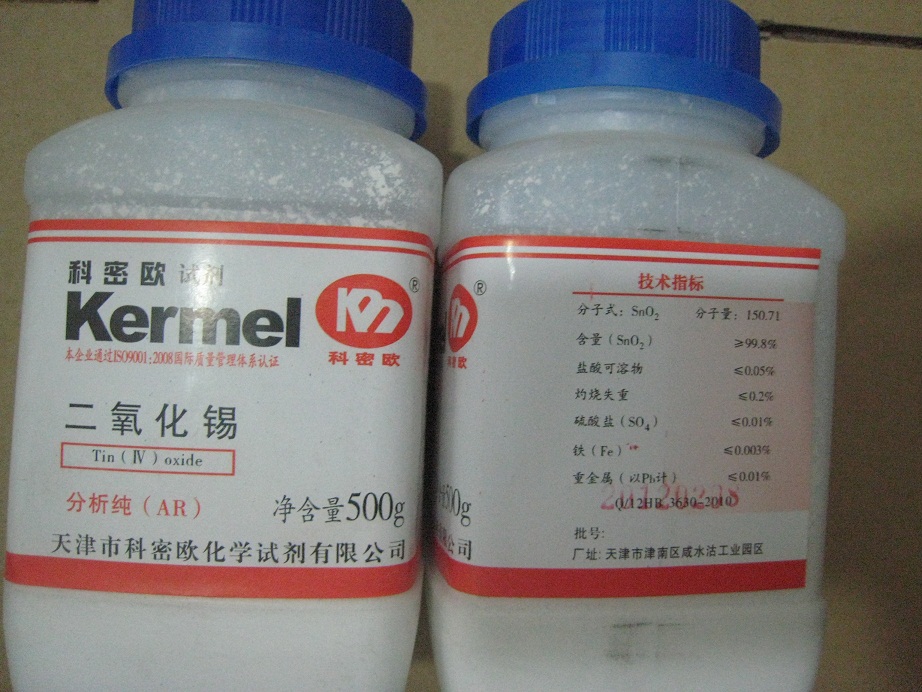 科密欧 试剂
Kermel
®
科密欧
本企业通过ISO9001:2008国际质量管理体系认证
二氧化锡
Tin(Ⅳ)oxide
分析纯(AR)
净含量500g
天津市科密欧化学试剂有限公司
®
密欧
500g
公司
技术指标
分子式: SnO₂ 分子量: 150.71
含量(SnO₂) ≥99.8%
盐酸可溶物 ≤0.05%
灼烧失重 ≤0.2%
硫酸盐(SO₄) ≤0.01%
铁(Fe) ≤0.003%
重金属(以Pb计) ≤0.01%
Q/12HB 3630-2010
批号:
厂址: 天津市津南区咸水沽工业园区